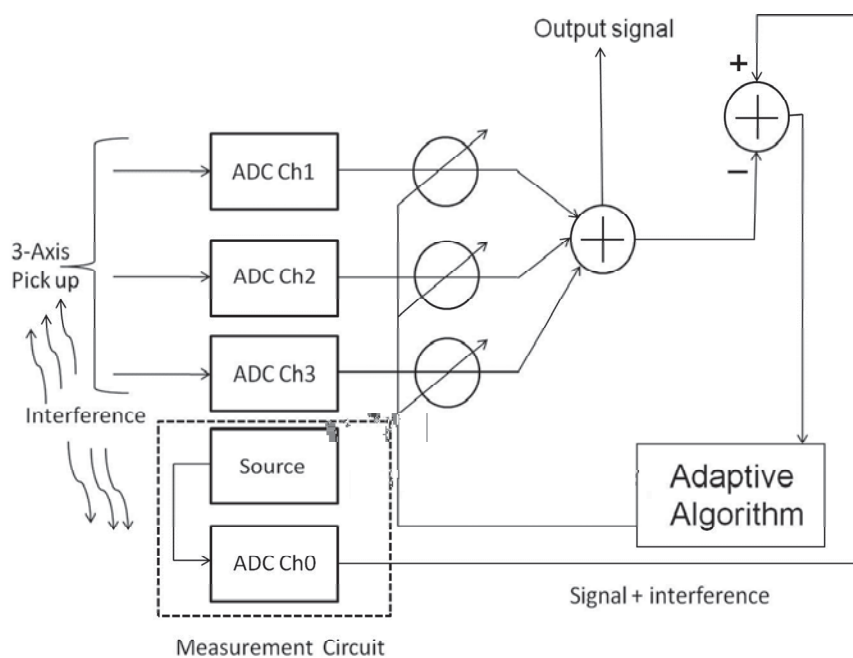 Output signal
+
−
ADC Ch1
3-Axis
Pick up
ADC Ch2
ADC Ch3
Interference
Source
Adaptive
Algorithm
ADC Ch0
Signal + interference
Measurement Circuit